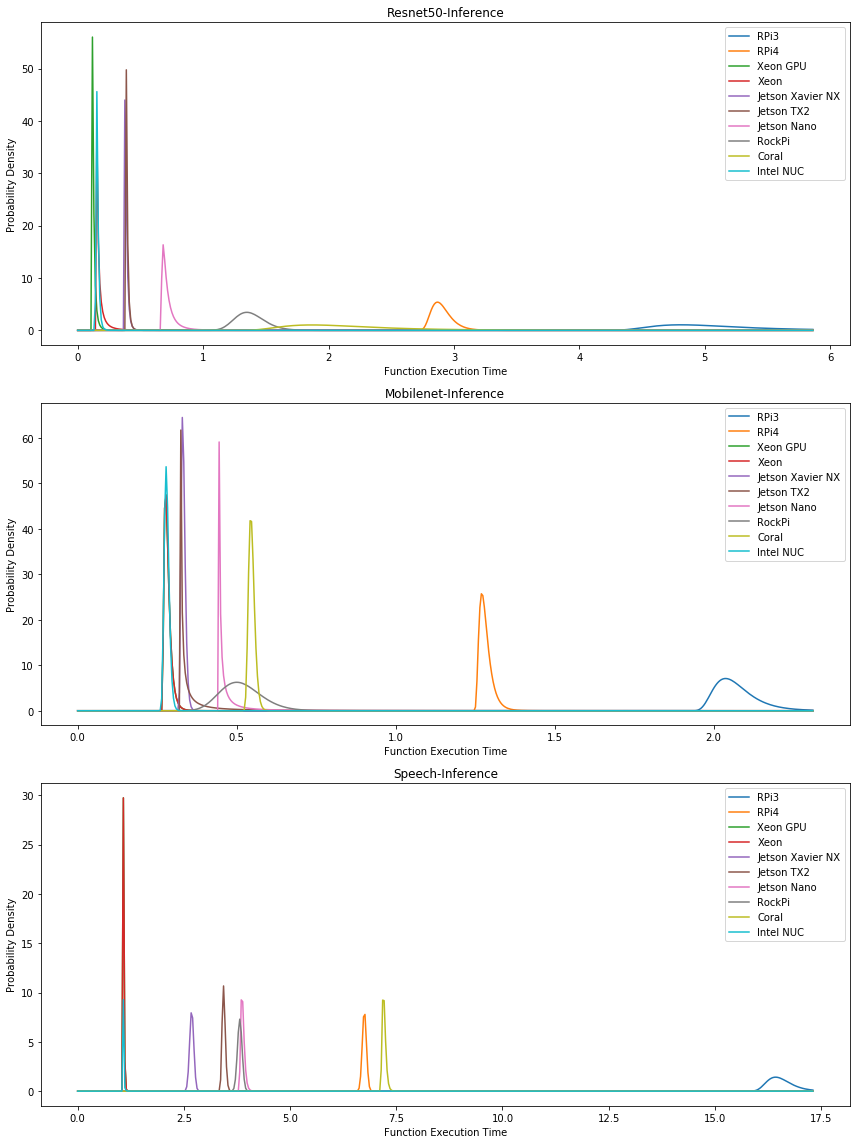 Resnet50-Inference
Probability Density
50
40
30
20
10
0
RPi3
RPi4
Xeon GPU
Xeon
Jetson Xavier NX
Jetson TX2
Jetson Nano
RockPi
Coral
Intel NUC
0 1 2 3 4 5 6
Function Execution Time
Mobilenet-Inference
Probability Density
60
50
40
30
20
10
0
RPi3
RPi4
Xeon GPU
Xeon
Jetson Xavier NX
Jetson TX2
Jetson Nano
RockPi
Coral
Intel NUC
0.0 0.5 1.0 1.5 2.0
Function Execution Time
Speech-Inference
Probability Density
30
25
20
15
10
5
0
RPi3
RPi4
Xeon GPU
Xeon
Jetson Xavier NX
Jetson TX2
Jetson Nano
RockPi
Coral
Intel NUC
0.0 2.5 5.0 7.5 10.0 12.5 15.0 17.5
Function Execution Time